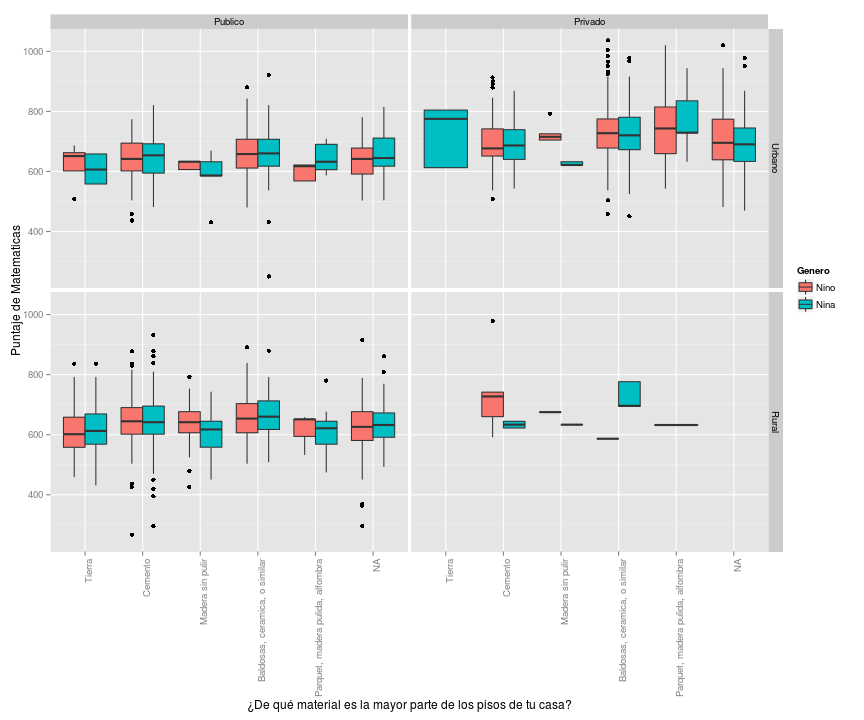 Publico
Privado
1000
800
600
400
Urbano
1000
800
600
400
Rural
Puntaje de Matematicas
Genero
Nino
Nina
Tierra
Cemento
Madera sin pulir
Baldosas, ceramica, o similar
Parquet, madera pulida, alfombra
NA
Tierra
Cemento
Madera sin pulir
Baldosas, ceramica, o similar
Parquet, madera pulida, alfombra
NA
¿De qué material es la mayor parte de los pisos de tu casa?